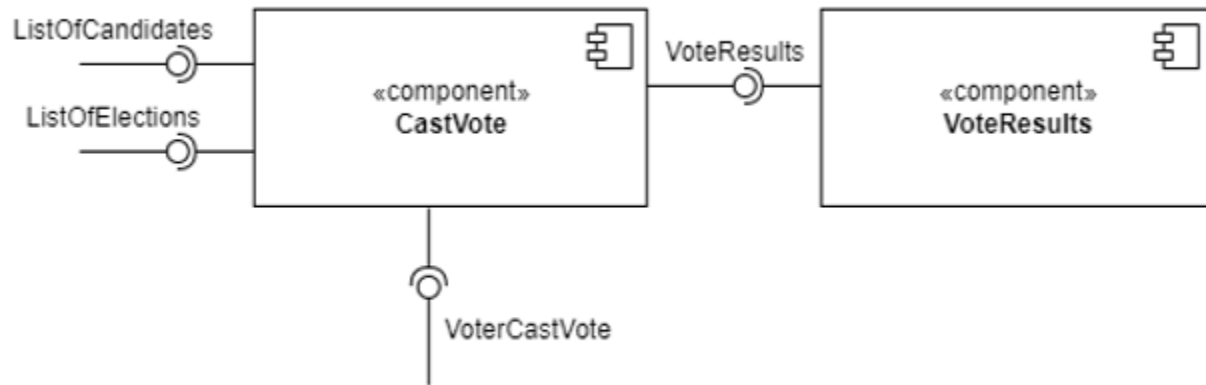 ListOfCandidates
ListOfElections
«component»
CastVote
VoteResults
«component»
VoteResults
VoterCastVote